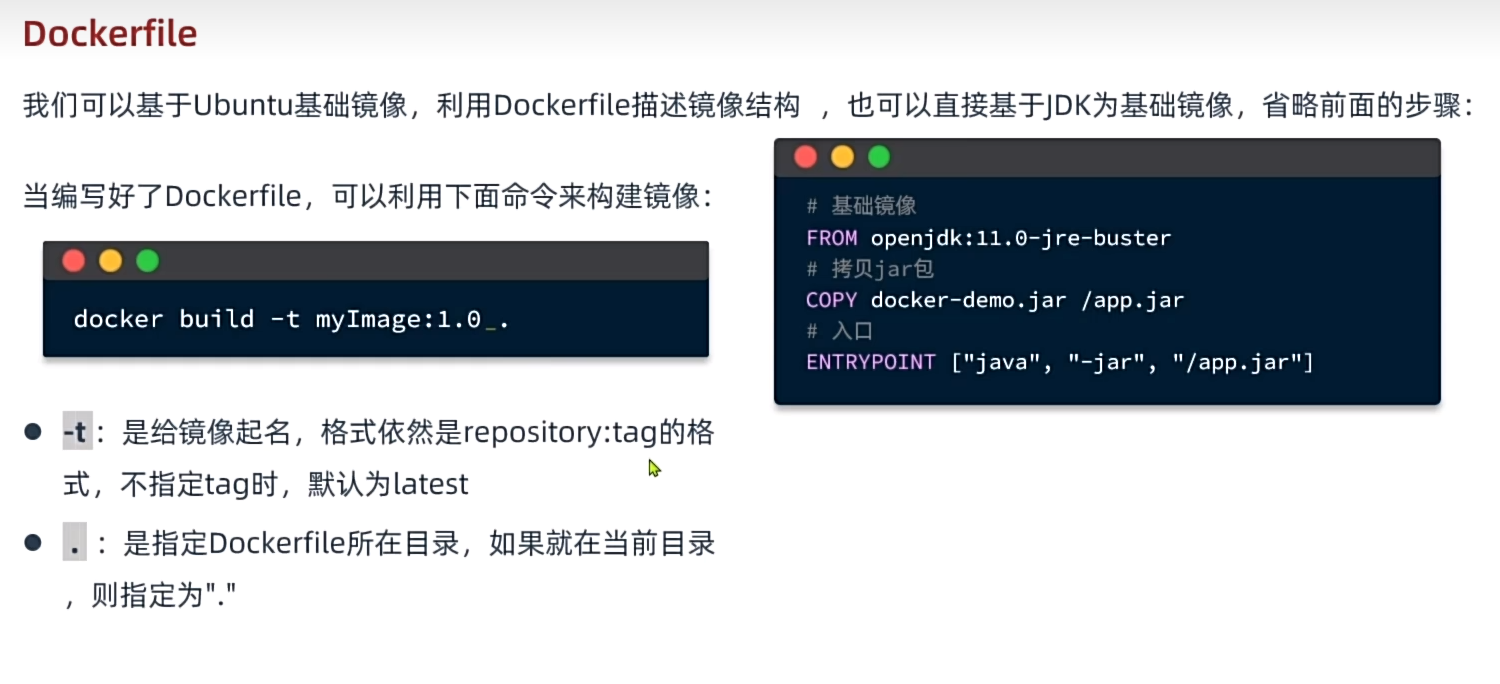 Dockerfile
我们可以基于Ubuntu基础镜像，利用Dockerfile描述镜像结构 ，也可以直接基于JDK为基础镜像，省略前面的步骤：
当编写好了Dockerfile，可以利用下面命令来构建镜像：
docker build -t myImage:1.0_.
-t：是给镜像起名，格式依然是repository:tag的格
式，不指定tag时，默认为latest
. ：是指定Dockerfile所在目录，如果就在当前目录
，则指定为"."
# 基础镜像
FROM openjdk:11.0-jre-buster
# 拷贝jar包
COPY docker-demo.jar /app.jar
# 入口
ENTRYPOINT ["java", "-jar", "/app.jar"]